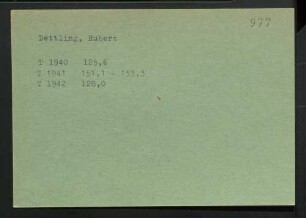 977
Dettling, Hubert
T 1940 125,6
T 1941 151,1 - 153,3
T 1942 128,0